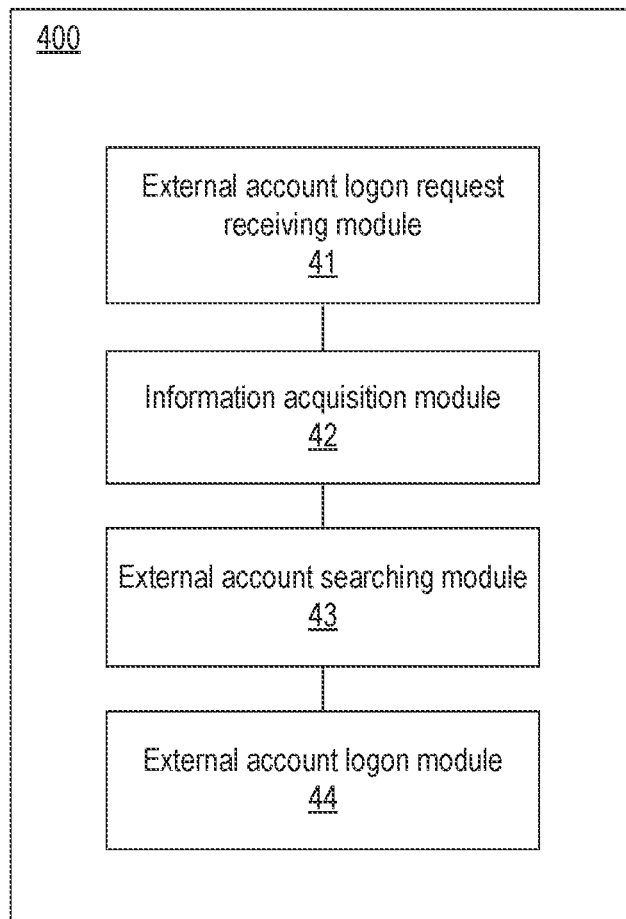 400
External account logon request
receiving module
41
Information acquisition module
42
External account searching module
43
External account logon module
44